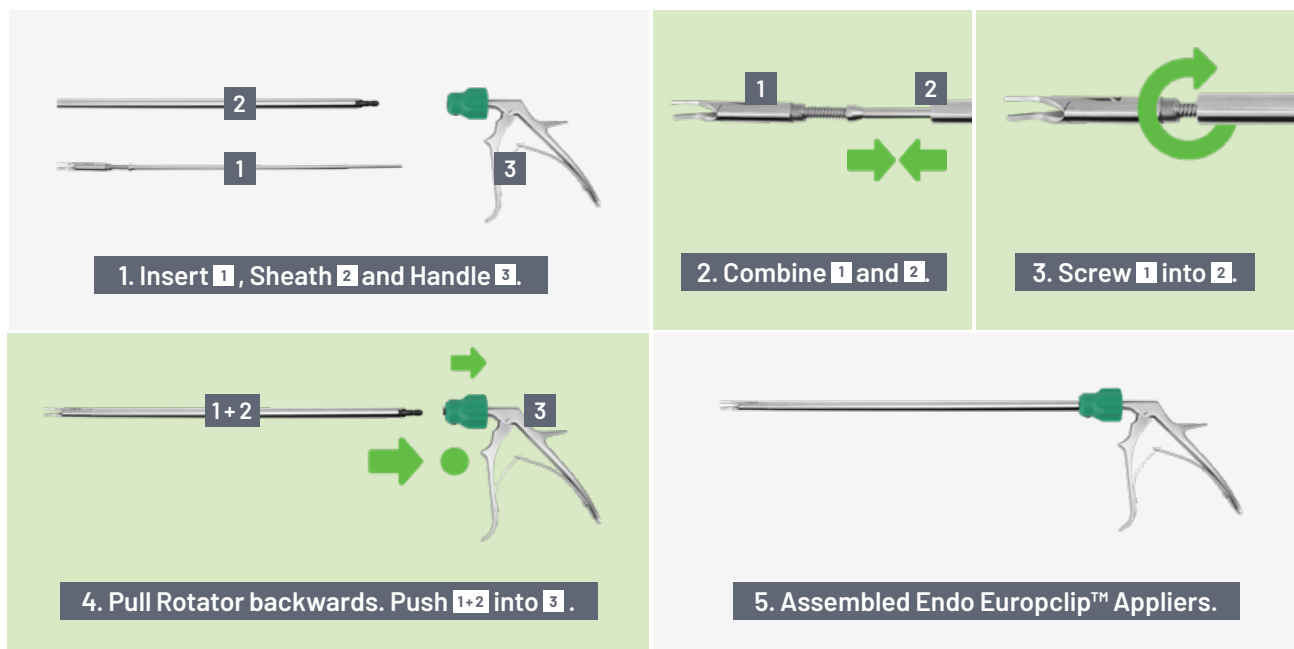 2
1
3
1. Insert 1 , Sheath 2 and Handle 3.
1
2
2. Combine 1 and 2.
3. Screw 1 into 2.
1+2
3
4. Pull Rotator backwards. Push 1+2 into 3 .
5. Assembled Endo Europclip™ Appliers.